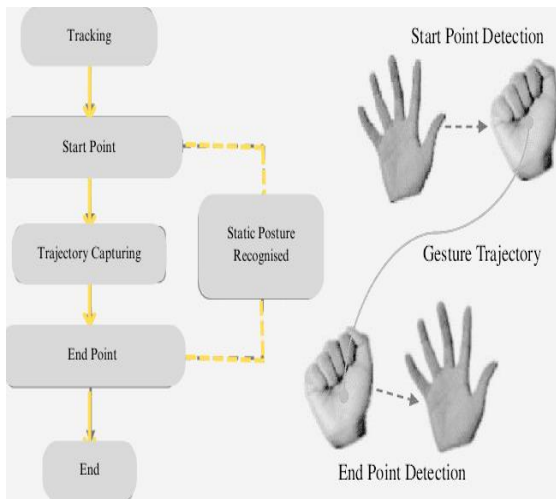 Tracking
Start Point
Trajectory Capturing
End Point
End
Static Posture
Recognised
Start Point Detection
Gesture Trajectory
End Point Detection